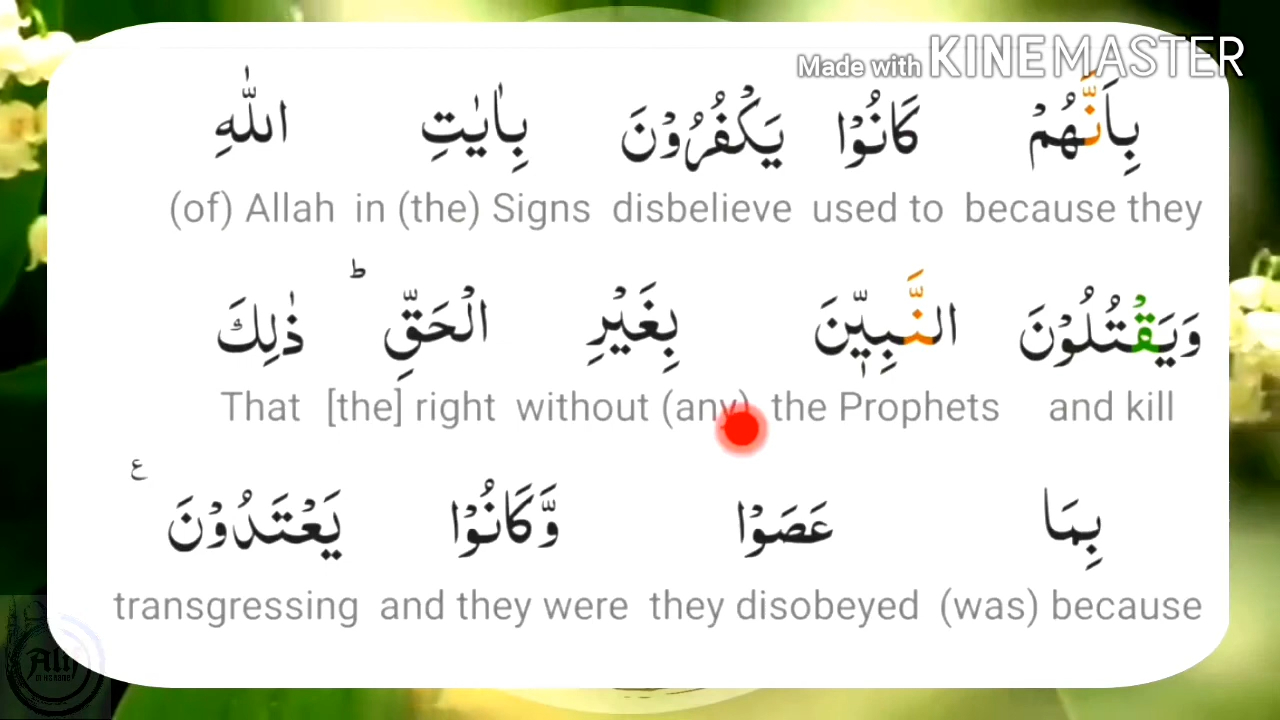 Made with KINEMASTER
بِاَنَّهُمْ كَانُوْا يَكْفُرُوْنَ بِاٰيٰتِ اللّٰهِ
(of) Allah in (the) Signs disbelieve used to because they
وَيَقْتُلُوْنَ النَّبِيّٖنَ بِغَيْرِ الْحَقِّ ؕ ذٰلِكَ
That [the] right without (any) the Prophets and kill
بِمَا عَصَوْا وَّكَانُوْا يَعْتَدُوْنَ ع
transgressing and they were they disobeyed (was) because
Alif